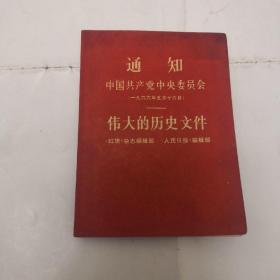 通知
中国共产党中央委员会
（一九六六年五月十六日）
伟大的历史文件
《红旗》杂志编辑部 《人民日报》编辑部